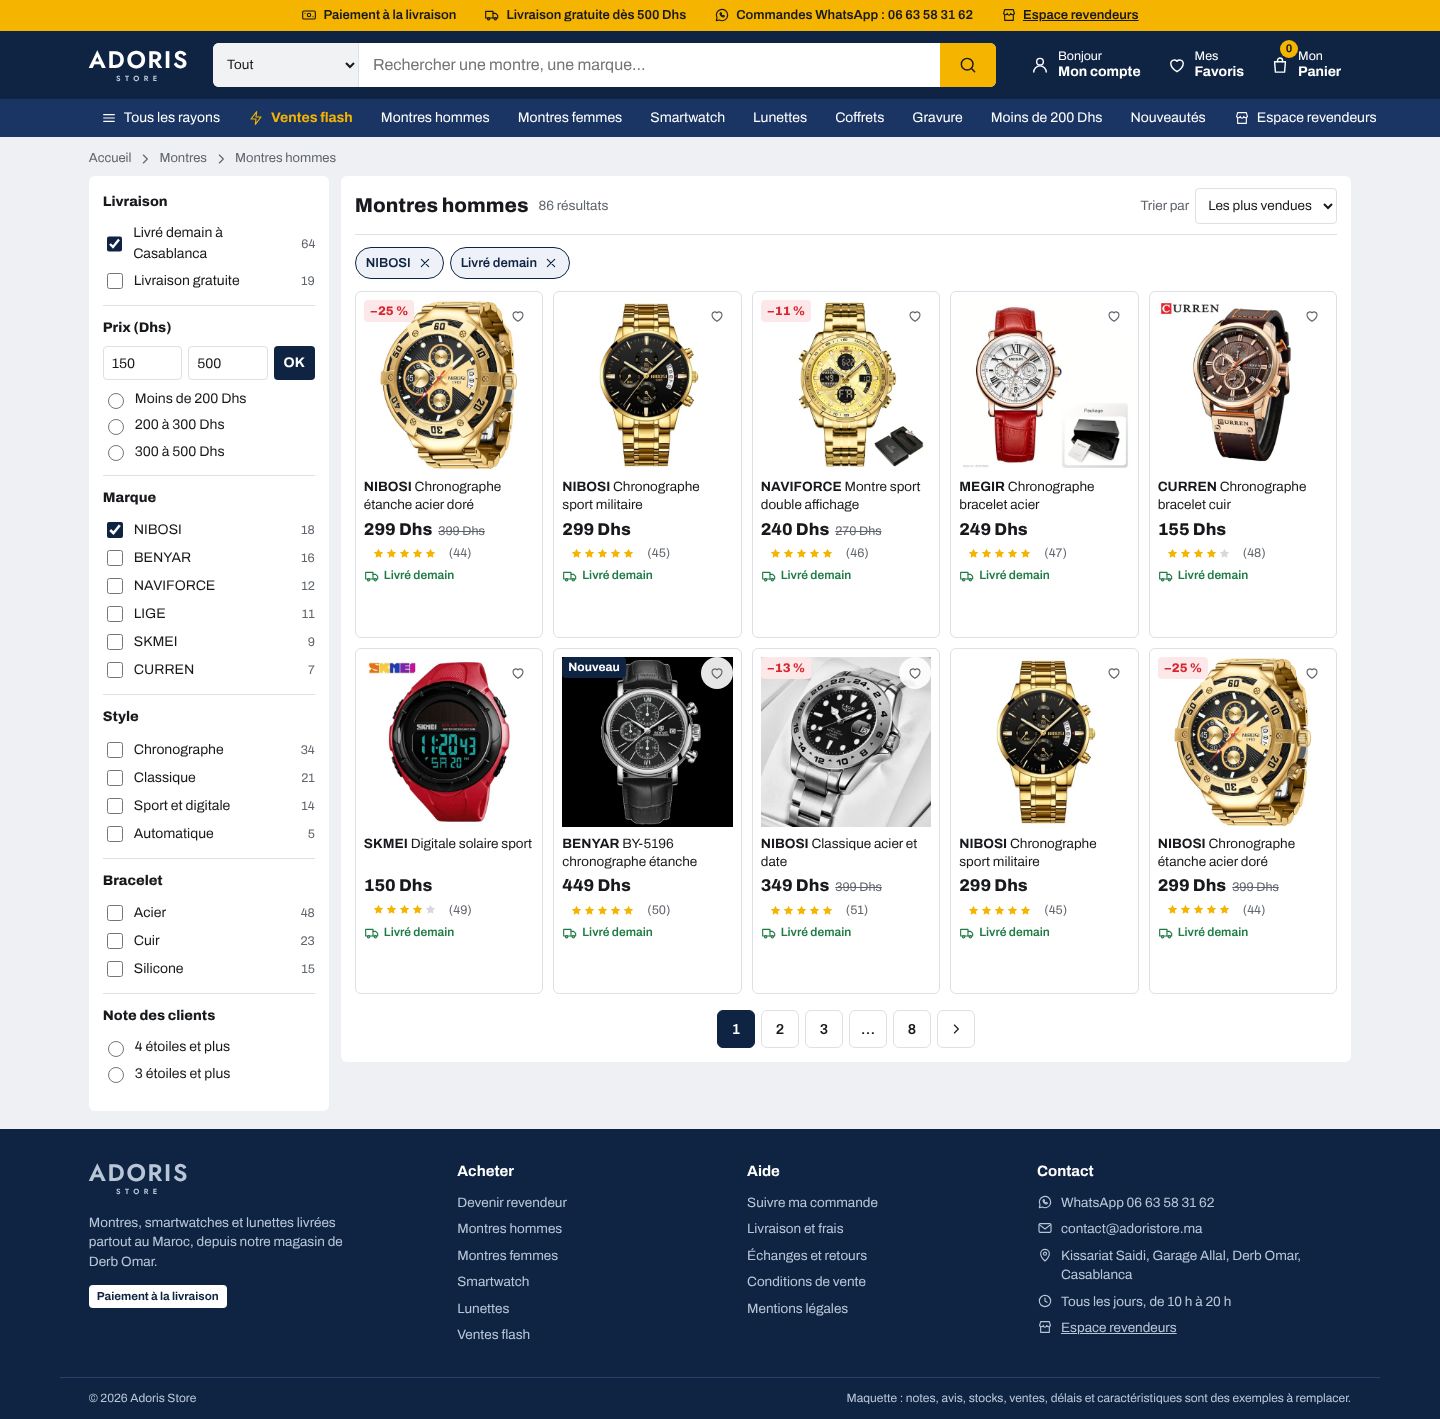 Paiement à la livraison
Livraison gratuite dès 500 Dhs
Commandes WhatsApp : 06 63 58 31 62
Espace revendeurs
ADORIS
STORE
Tout
Rechercher une montre, une marque...
Bonjour
Mon compte
Mes
Favoris
0
Mon
Panier
Tous les rayons
Ventes flash
Montres hommes
Montres femmes
Smartwatch
Lunettes
Coffrets
Gravure
Moins de 200 Dhs
Nouveautés
Espace revendeurs
Accueil
Montres
Montres hommes
Livraison
Livré demain à
Casablanca
64
Livraison gratuite
19
Prix (Dhs)
150
500
OK
Moins de 200 Dhs
200 à 300 Dhs
300 à 500 Dhs
Marque
NIBOSI
18
BENYAR
16
NAVIFORCE
12
LIGE
11
SKMEI
9
CURREN
7
Style
Chronographe
34
Classique
21
Sport et digitale
14
Automatique
5
Bracelet
Acier
48
Cuir
23
Silicone
15
Note des clients
4 étoiles et plus
3 étoiles et plus
Montres hommes
86 résultats
Trier par
Les plus vendues
NIBOSI
Livré demain
−25 %
NIBOSI Chronographe
étanche acier doré
299 Dhs 399 Dhs
(44)
Livré demain
NIBOSI Chronographe
sport militaire
299 Dhs
(45)
Livré demain
−11 %
NAVIFORCE Montre sport
double affichage
240 Dhs 270 Dhs
(46)
Livré demain
Package
MEGIR Chronographe
bracelet acier
249 Dhs
(47)
Livré demain
CURREN
CURREN Chronographe
bracelet cuir
155 Dhs
(48)
Livré demain
SKMEI
SKMEI
11:20 43
SA 20
SKMEI Digitale solaire sport
150 Dhs
(49)
Livré demain
Nouveau
BENYAR BY-5196
chronographe étanche
449 Dhs
(50)
Livré demain
−13 %
NIBOSI Classique acier et
date
349 Dhs 399 Dhs
(51)
Livré demain
NIBOSI Chronographe
sport militaire
299 Dhs
(45)
Livré demain
−25 %
NIBOSI Chronographe
étanche acier doré
299 Dhs 399 Dhs
(44)
Livré demain
1
2
3
...
8
ADORIS
STORE
Montres, smartwatches et lunettes livrées
partout au Maroc, depuis notre magasin de
Derb Omar.
Paiement à la livraison
Acheter
Devenir revendeur
Montres hommes
Montres femmes
Smartwatch
Lunettes
Ventes flash
Aide
Suivre ma commande
Livraison et frais
Échanges et retours
Conditions de vente
Mentions légales
Contact
WhatsApp 06 63 58 31 62
contact@adoristore.ma
Kissariat Saidi, Garage Allal, Derb Omar,
Casablanca
Tous les jours, de 10 h à 20 h
Espace revendeurs
© 2026 Adoris Store
Maquette : notes, avis, stocks, ventes, délais et caractéristiques sont des exemples à remplacer.